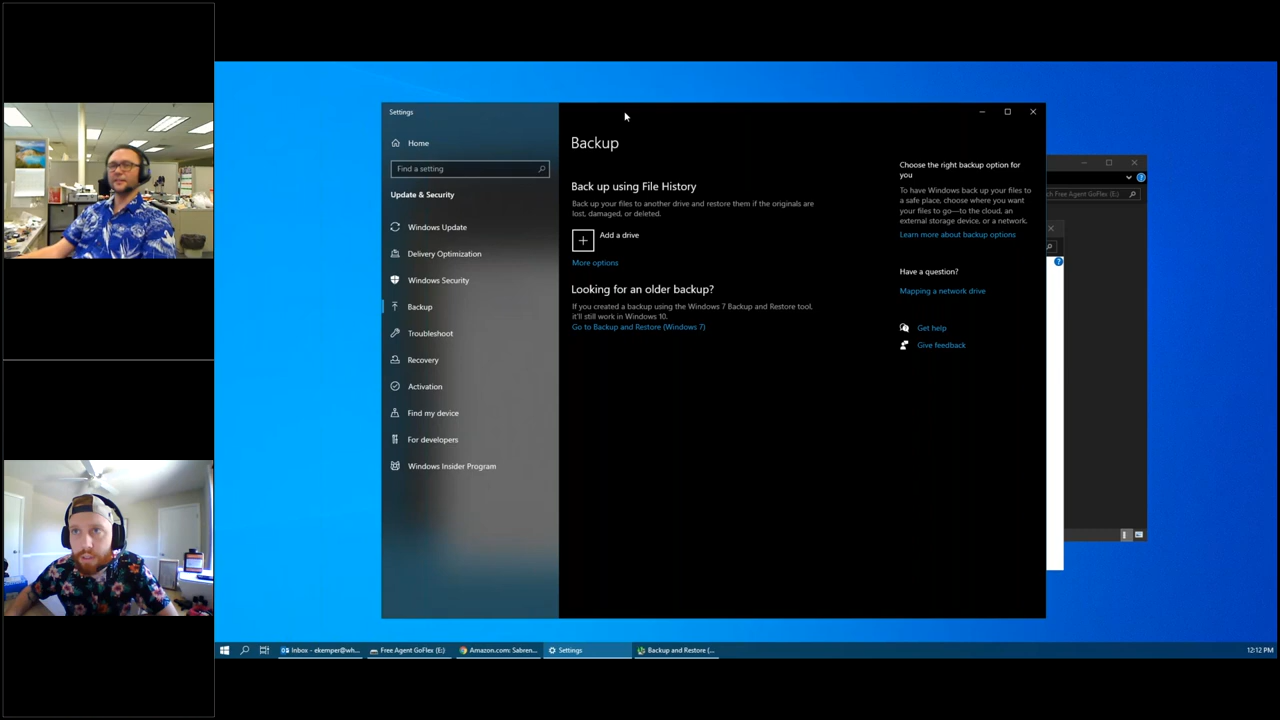 Settings
Home
Find a setting
Update & Security
Windows Update
Delivery Optimization
Windows Security
Backup
Troubleshoot
Recovery
Activation
Find my device
For developers
Windows Insider Program
Backup
Back up using File History
Back up your files to another drive and restore them if the originals are
lost, damaged, or deleted.
Add a drive
More options
Looking for an older backup?
If you created a backup using the Windows 7 Backup and Restore tool,
it'll still work in Windows 10.
Go to Backup and Restore (Windows 7)
Choose the right backup option for
you
To have Windows back up your files to
a safe place, choose where you want
your files to go—to the cloud, an
external storage device, or a network.
Learn more about backup options
Have a question?
Mapping a network drive
Get help
Give feedback
ch Free Agent GoFlex (E:)
Inbox - ekemper@wh...
Free Agent GoFlex (E:)
Amazon.com: Sabren...
Settings
Backup and Restore (...
12:12 PM